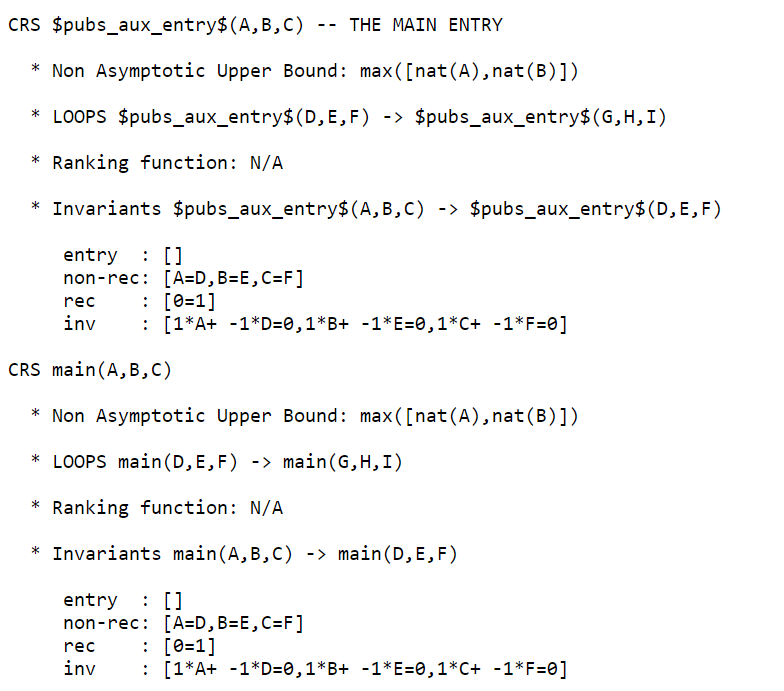 CRS $pubs_aux_entry$(A,B,C) -- THE MAIN ENTRY
* Non Asymptotic Upper Bound: max([nat(A),nat(B)])
* LOOPS $pubs_aux_entry$(D,E,F) -> $pubs_aux_entry$(G,H,I)
* Ranking function: N/A
* Invariants $pubs_aux_entry$(A,B,C) -> $pubs_aux_entry$(D,E,F)
entry : []
non-rec: [A=D,B=E,C=F]
rec : [0=1]
inv : [1*A+ -1*D=0,1*B+ -1*E=0,1*C+ -1*F=0]
CRS main(A,B,C)
* Non Asymptotic Upper Bound: max([nat(A),nat(B)])
* LOOPS main(D,E,F) -> main(G,H,I)
* Ranking function: N/A
* Invariants main(A,B,C) -> main(D,E,F)
entry : []
non-rec: [A=D,B=E,C=F]
rec : [0=1]
inv : [1*A+ -1*D=0,1*B+ -1*E=0,1*C+ -1*F=0]